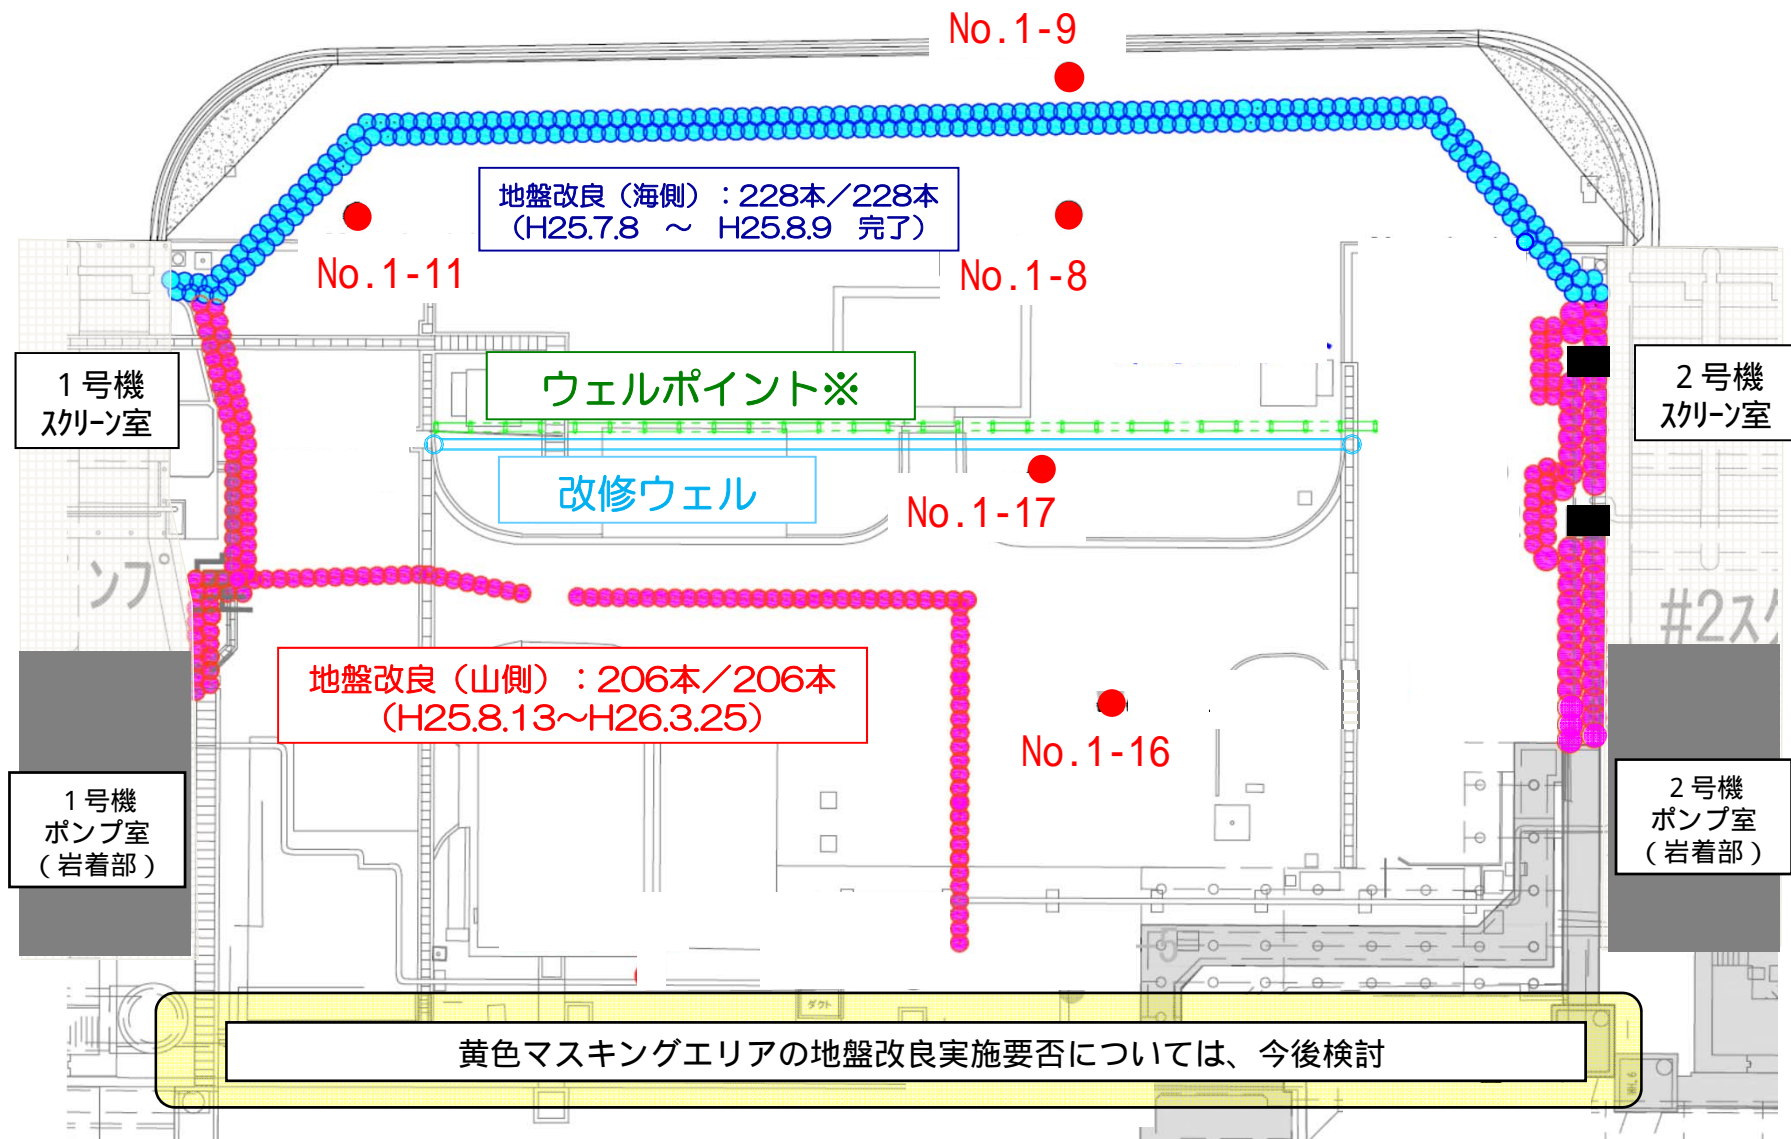 No.1-9
地盤改良（海側）：228本／228本
（H25.7.8　～　H25.8.9　完了）
No.1-11
No.1-8
1号機
スクリーン室
ウェルポイント※
2号機
スクリーン室
改修ウェル
No.1-17
ンプ
#2スク
地盤改良（山側）：206本／206本
（H25.8.13～H26.3.25）
No.1-16
1号機
ポンプ室
（岩着部）
2号機
ポンプ室
（岩着部）
ダクト
黄色マスキングエリアの地盤改良実施要否については、今後検討